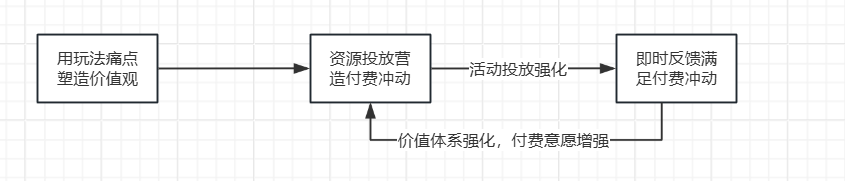 用玩法痛点
塑造价值观
资源投放营
造付费冲动
活动投放强化
即时反馈满
足付费冲动
价值体系强化，付费意愿增强